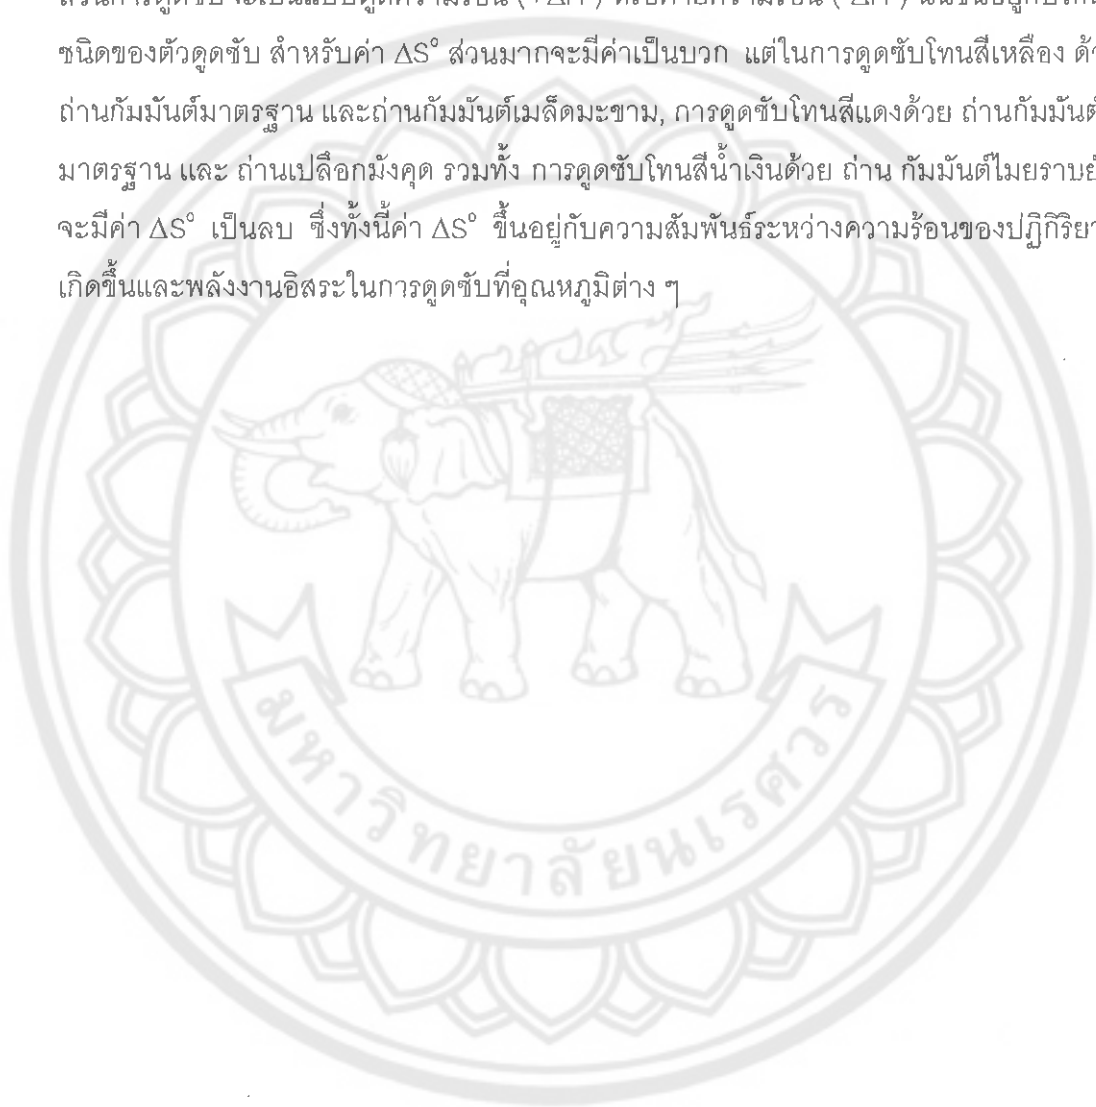 ชนิดของตัวดูดซับ สำหรับค่า ΔS° ส่วนมากจะมีค่าเป็นบวก แต่ในการดูดซับโทนสีเหลือง
ถ่านกัมมันต์มาตรฐาน และถ่านกัมมันต์เมล็ดมะขาม, การดูดซับโทนสีแดงด้วย ถ่านกัมมันต์
มาตรฐาน และ ถ่านเปลือกมังคุด รวมทั้ง การดูดซับโทนสีน้ำเงินด้วย ถ่าน กัมมันต์ไมยราบย
จะมีค่า ΔS° เป็นลบ ซึ่งทั้งนี้ค่า ΔS° ขึ้นอยู่กับความสัมพันธ์ระหว่างความร้อนของปฏิกิริยา
เกิดขึ้นและพลังงานอิสระในการดูดซับที่อุณหภูมิต่าง ๆ
มหาวิทยาลัยนเรศวร